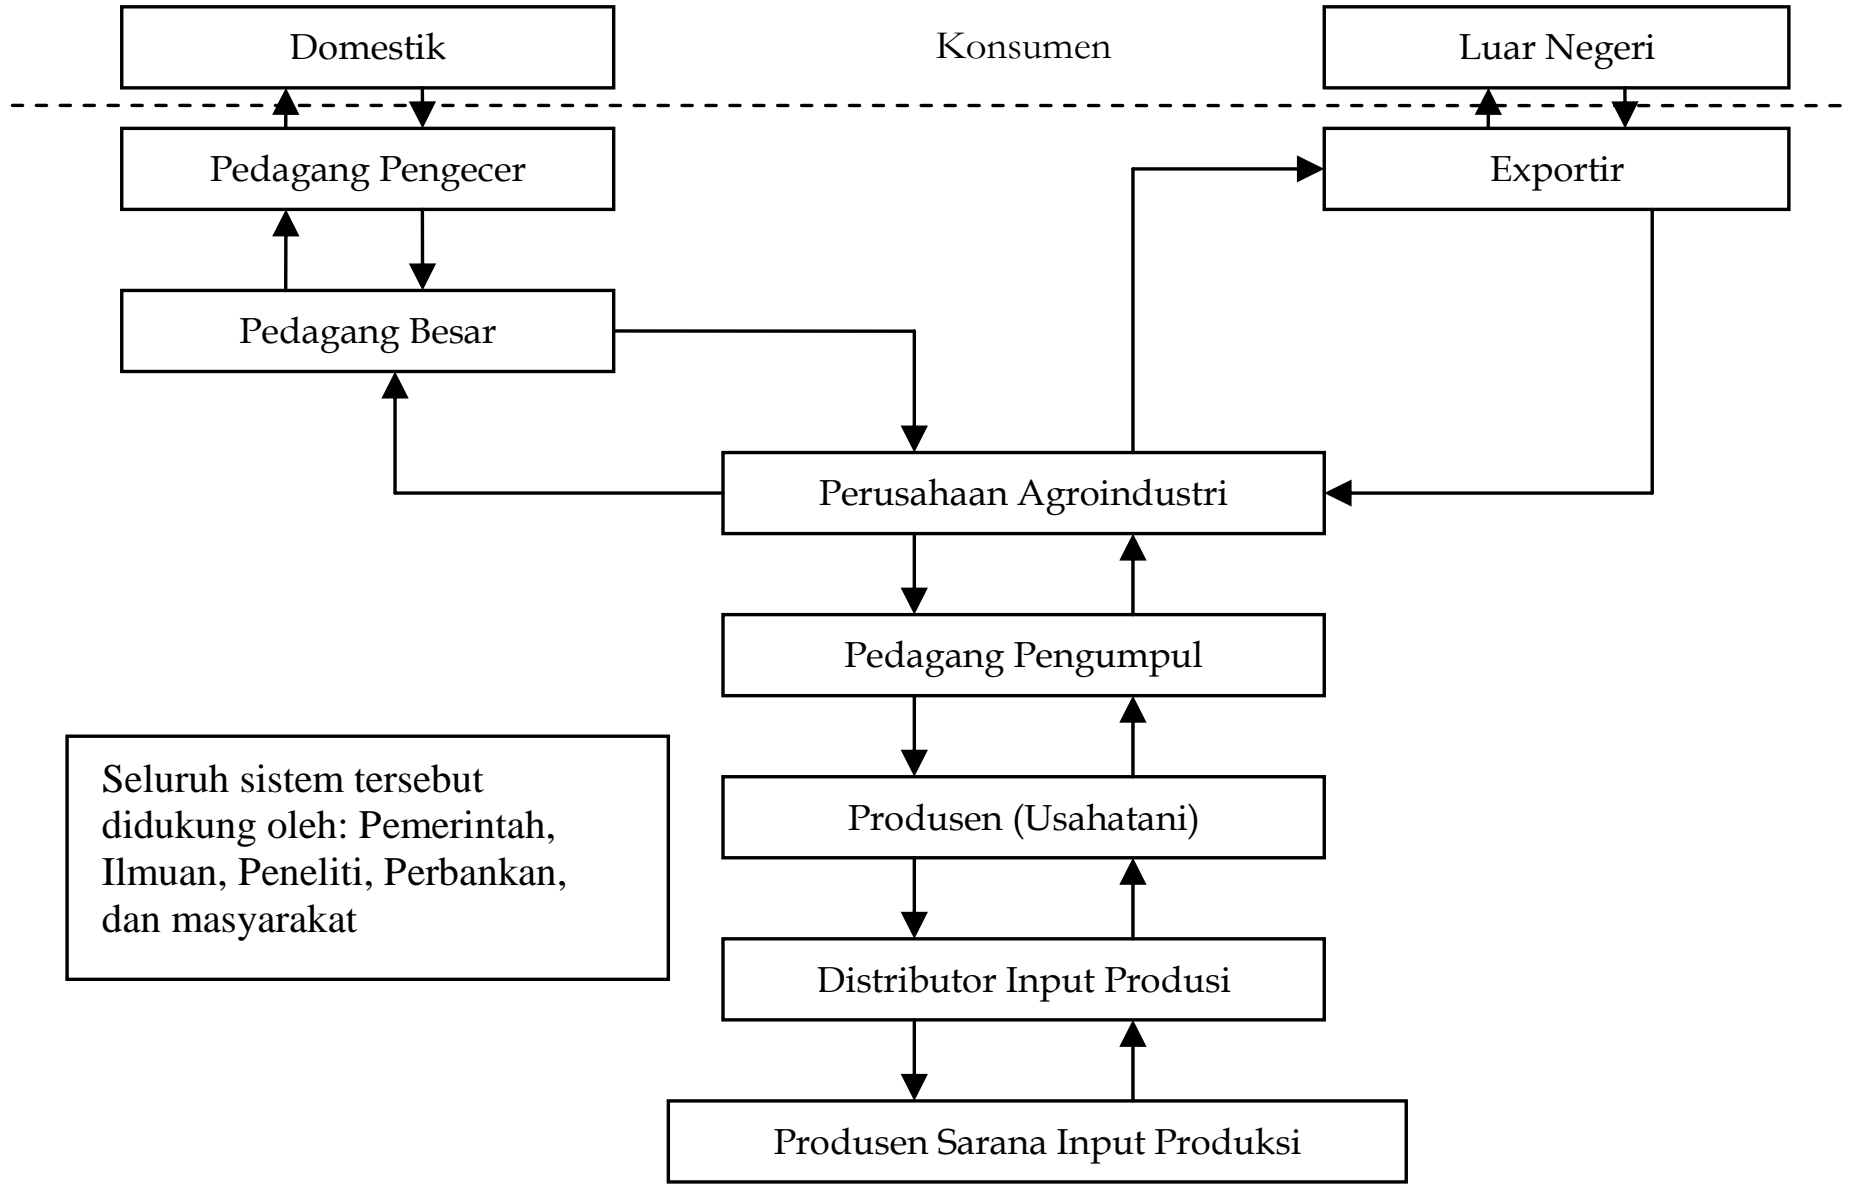 Domestik
Konsumen
Luar Negeri
Pedagang Pengecer
Exportir
Pedagang Besar
Perusahaan Agroindustri
Pedagang Pengumpul
Seluruh sistem tersebut
didukung oleh: Pemerintah,
Ilmuan, Peneliti, Perbankan,
dan masyarakat
Produsen (Usahatani)
Distributor Input Produsi
Produsen Sarana Input Produksi